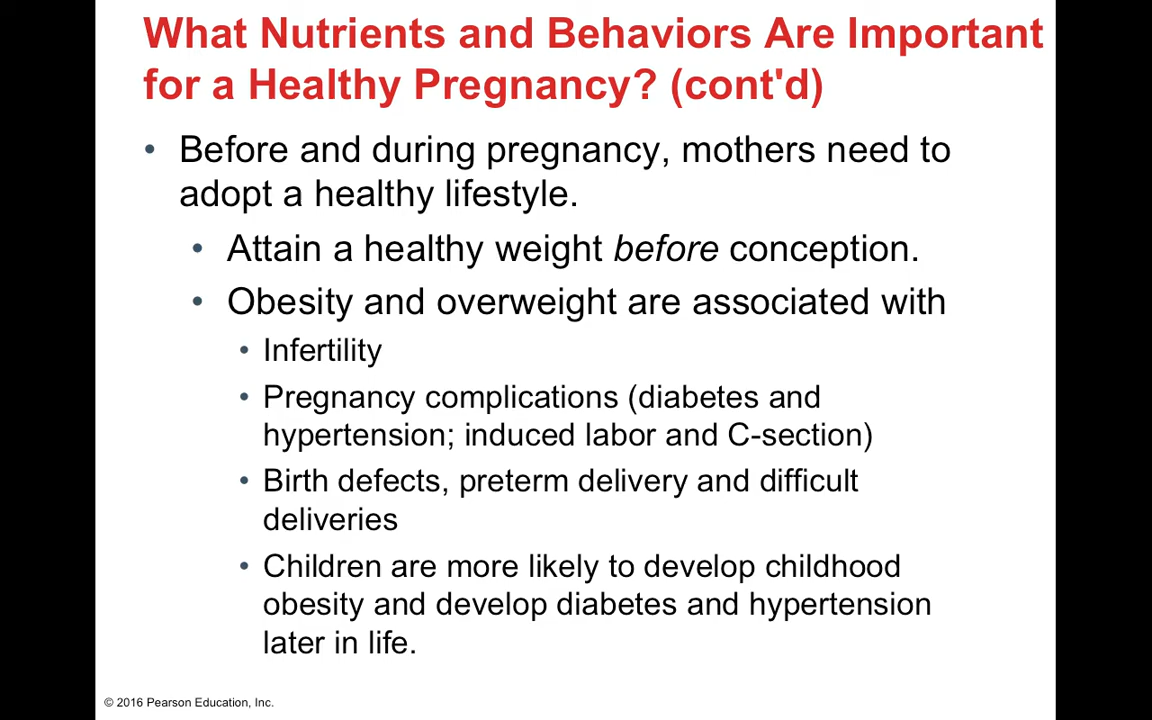 What Nutrients and Behaviors Are Important
for a Healthy Pregnancy? (cont'd)
• Before and during pregnancy, mothers need to
adopt a healthy lifestyle.
• Attain a healthy weight before conception.
• Obesity and overweight are associated with
• Infertility
• Pregnancy complications (diabetes and
hypertension; induced labor and C-section)
• Birth defects, preterm delivery and difficult
deliveries
• Children are more likely to develop childhood
obesity and develop diabetes and hypertension
later in life.
© 2016 Pearson Education, Inc.